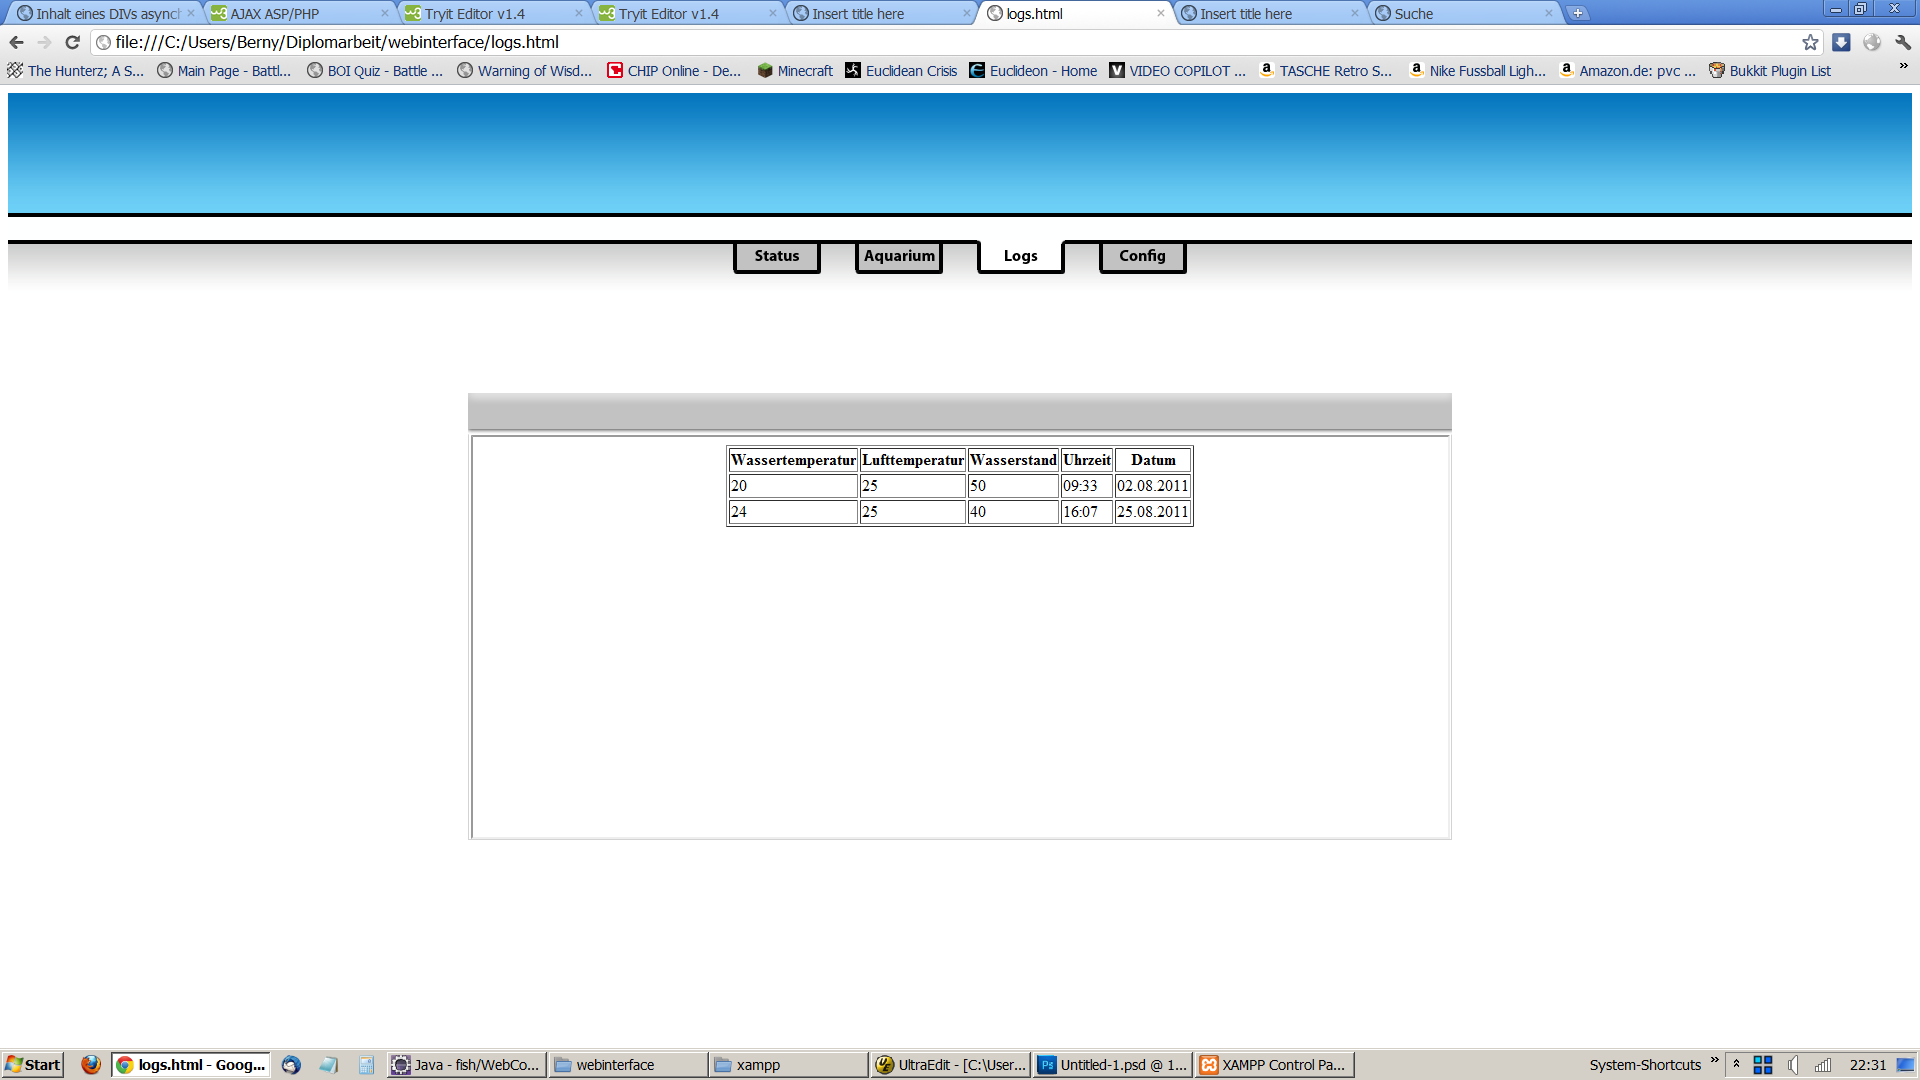 Inhalt eines DIVs asynch AJAX ASP/PHP Tryit Editor v1.4 Tryit Editor v1.4 Insert title here logs.html Insert title here Suche
file:///C:/Users/Berny/Diplomarbeit/webinterface/logs.html
The Hunterz; A S... Main Page - Battl... BOI Quiz - Battle ... Warning of Wisd... CHIP Online - De... Minecraft Euclidean Crisis Euclideon - Home VIDEO COPILOT ... TASCHE Retro S... Nike Fussball Ligh... Amazon.de: pvc ... Bukkit Plugin List »
Status Aquarium Logs Config
Wassertemperatur Lufttemperatur Wasserstand Uhrzeit Datum
20 25 50 09:33 02.08.2011
24 25 40 16:07 25.08.2011
Start logs.html - Goog... Java - fish/WebCo... webinterface xampp UltraEdit - [C:\User... Untitled-1.psd @ 1... XAMPP Control Pa... System-Shortcuts » 22:31